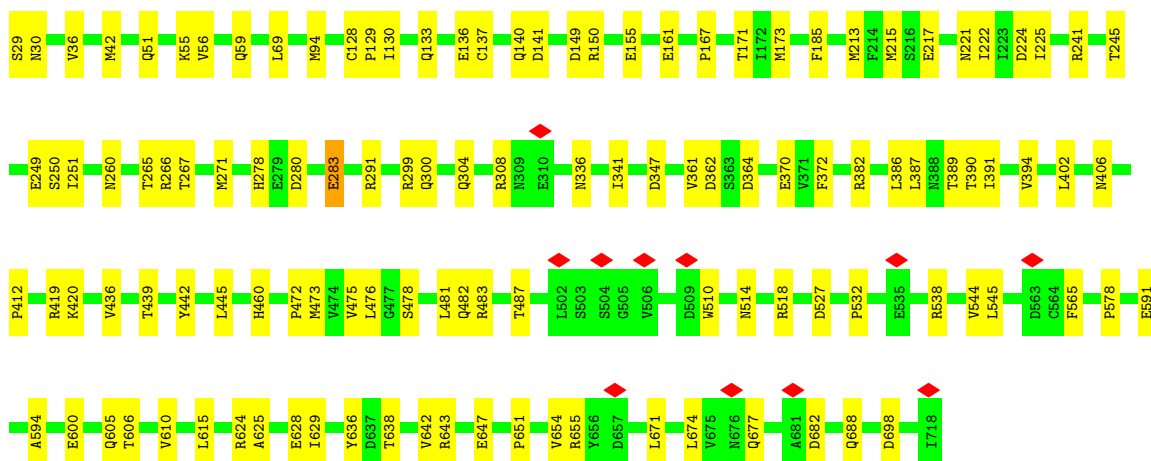 S29 N30 V36 M42 Q51 K55 V56 Q59 L69 M94 C128 P129 I130 Q133 E136 C137 Q140 D141 D149 R150 E155 E161 P167 T171 I172 M173 F185 M213 F214 M215 S216 E217 N221 I222 I223 D224 I225 R241 T245
E249 S250 I251 N260 T265 R266 T267 M271 H278 E279 D280 E283 R291 R299 Q300 Q304 R308 N309 E310 N336 I341 D347 V361 D362 S363 D364 E370 V371 F372 R382 L386 L387 N388 T389 T390 I391 V394 L402 N406
P412 R419 K420 V436 T439 Y442 L445 H460 P472 M473 V474 V475 L476 G477 S478 L481 Q482 R483 T487 L502 S503 S504 G505 V506 D509 W510 N514 R518 D527 P532 E535 R538 V544 L545 D563 C564 F565 P578 E591
A594 E600 Q605 T606 V610 L615 R624 A625 E628 I629 Y636 D637 T638 V642 R643 E647 P651 V654 R655 Y656 D657 L671 L674 V675 N676 Q677 A681 D682 Q688 D698 I718